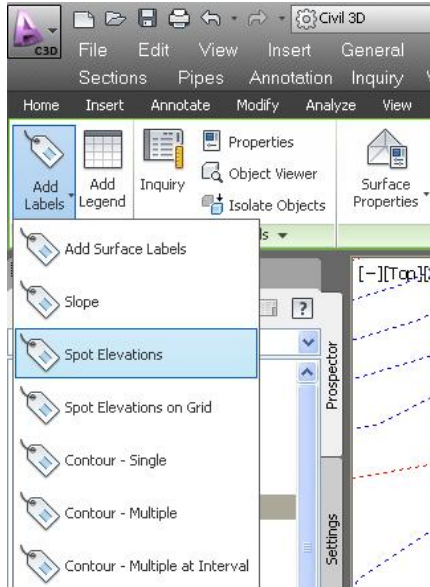 C3D
Civil 3D
File Edit View Insert General
Sections Pipes Annotation Inquiry
Home Insert Annotate Modify Analyze View
Add Labels
Add Legend
Inquiry
Properties
Object Viewer
Isolate Objects
Surface Properties
Add Surface Labels
Slope
Spot Elevations
Spot Elevations on Grid
Contour - Single
Contour - Multiple
Contour - Multiple at Interval
?
Prospector
Settings
[-][Top]